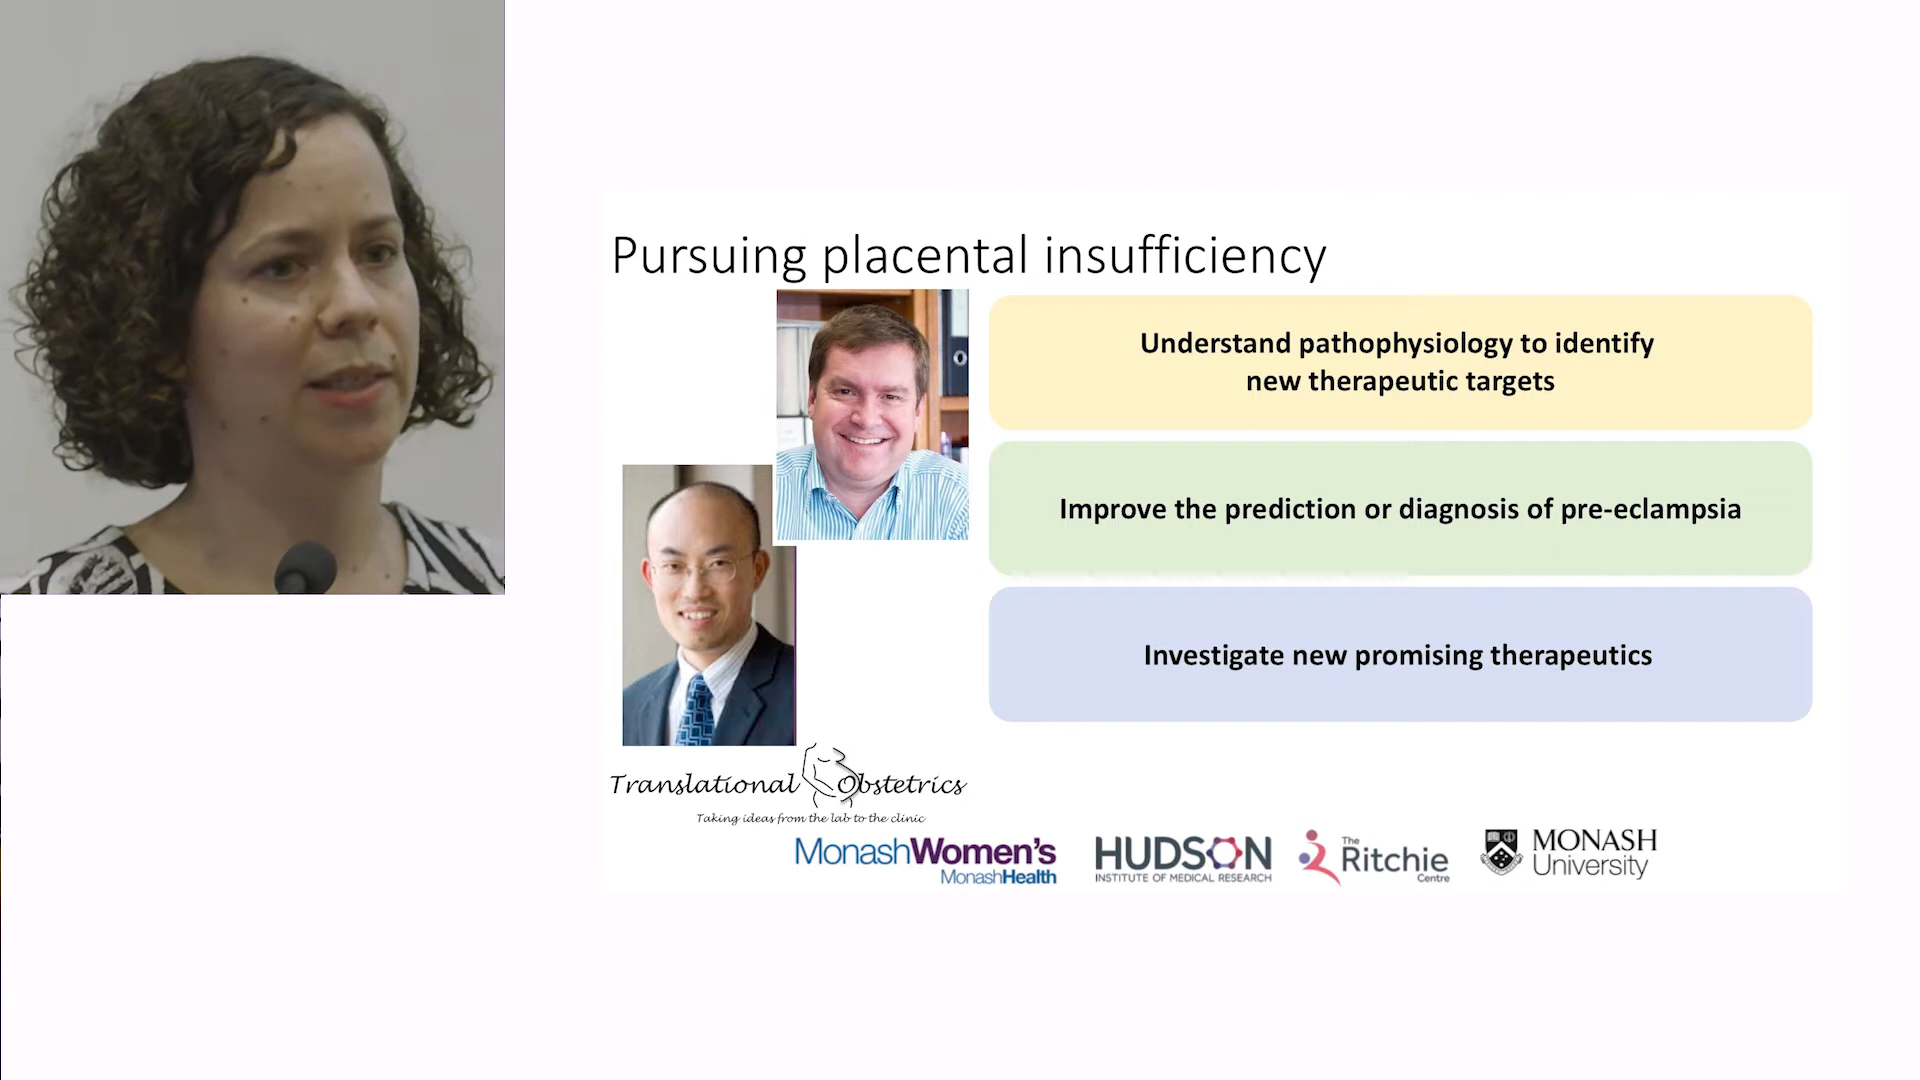 Pursuing placental insufficiency
Understand pathophysiology to identify
new therapeutic targets
Improve the prediction or diagnosis of pre-eclampsia
Investigate new promising therapeutics
Translational Obstetrics
Taking ideas from the lab to the clinic
MonashWomen's
MonashHealth
HUDSON
INSTITUTE OF MEDICAL RESEARCH
The
Ritchie
Centre
MONASH
University